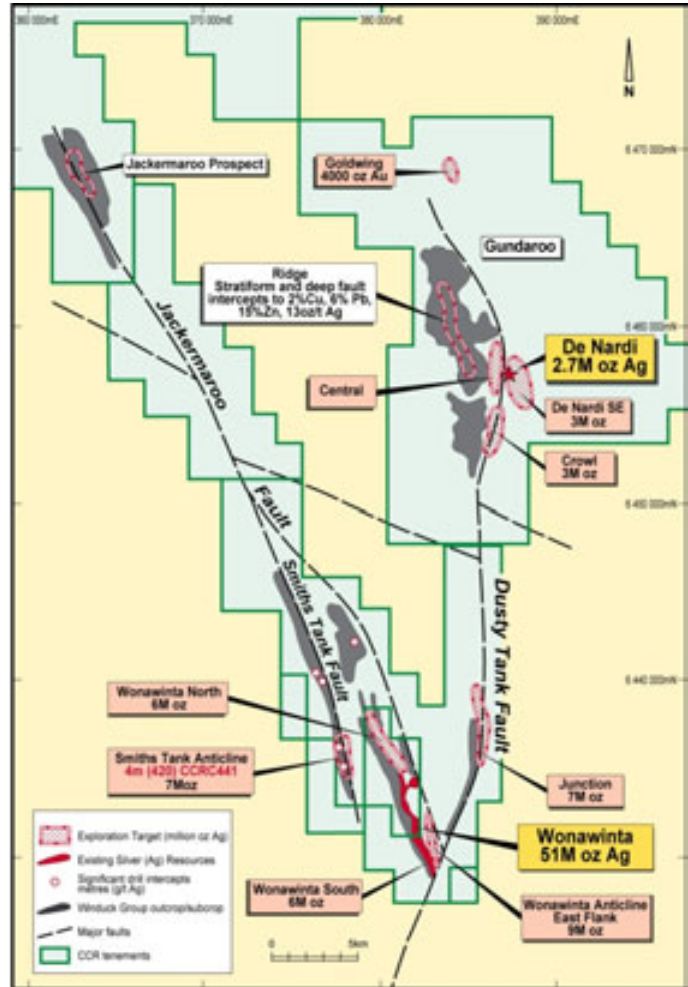 360 000mE
370 000mE
380 000mE
390 000mE
N
6 470 000mN
Jackermaroo Prospect
Goldwing
4000 oz Au
Gundaroo
Ridge
Stratiform and deep fault
intercepts to 2%Cu, 6% Pb,
15%Zn, 13oz/t Ag
6 460 000mN
De Nardi
2.7M oz Ag
Central
De Nardi SE
3M oz
Crowl
3M oz
Jackermaroo
Fault
6 450 000mN
Smiths Tank Fault
Dusty Tank Fault
6 440 000mN
Wonawinta North
6M oz
Smiths Tank Anticline
4m (420) CCRC441
7Moz
Junction
7M oz
Wonawinta
51M oz Ag
Wonawinta South
6M oz
Wonawinta Anticline
East Flank
9M oz
Exploration Target (million oz Ag)
Existing Silver (Ag) Resources
Significant drill intercepts
metres (g/t Ag)
Winduck Group outcrop/subcrop
Major faults
CCR tenements
0
5km